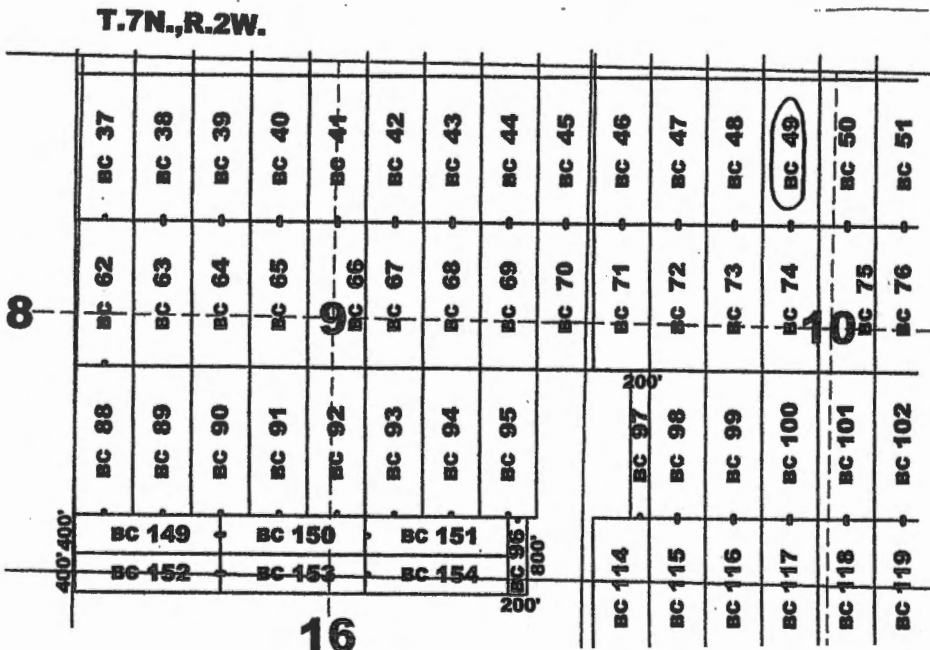 T.7N.,R.2W.
BC 37 BC 38 BC 39 BC 40 BC 41 BC 42 BC 43 BC 44 BC 45 BC 46 BC 47 BC 48 BC 49 BC 50 BC 51
BC 62 BC 63 BC 64 BC 65 BC 66 BC 67 BC 68 BC 69 BC 70 BC 71 BC 72 BC 73 BC 74 BC 75 BC 76
8 9 10
200'
BC 88 BC 89 BC 90 BC 91 BC 92 BC 93 BC 94 BC 95 BC 97 BC 98 BC 99 BC 100 BC 101 BC 102
400' BC 149 BC 150 BC 151 BC 96 800'
400' BC 152 BC 153 BC 154 BC 114 BC 115 BC 116 BC 117 BC 118 BC 119
200'
16